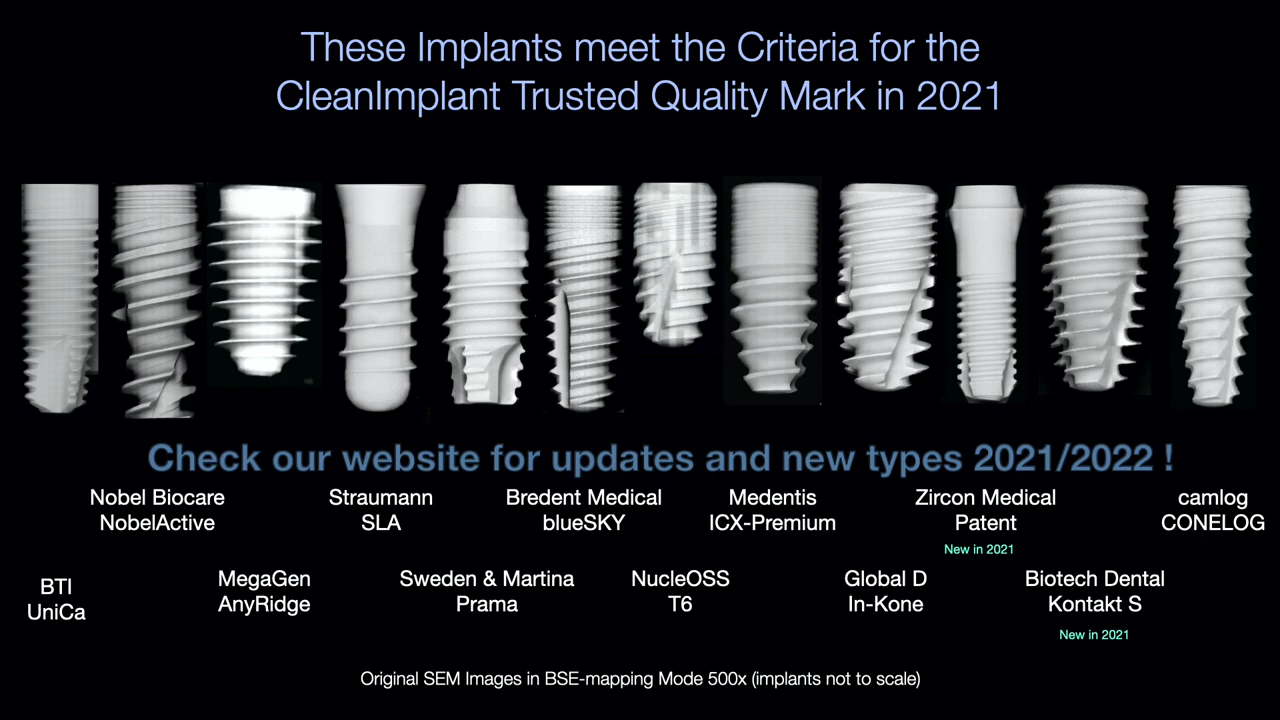 These Implants meet the Criteria for the
CleanImplant Trusted Quality Mark in 2021
Check our website for updates and new types 2021/2022 !
Nobel Biocare
NobelActive
Straumann
SLA
Bredent Medical
blueSKY
Medentis
ICX-Premium
Zircon Medical
Patent
New in 2021
camlog
CONELOG
BTI
UniCa
MegaGen
AnyRidge
Sweden & Martina
Prama
NucleOSS
T6
Global D
In-Kone
Biotech Dental
Kontakt S
New in 2021
Original SEM Images in BSE-mapping Mode 500x (implants not to scale)